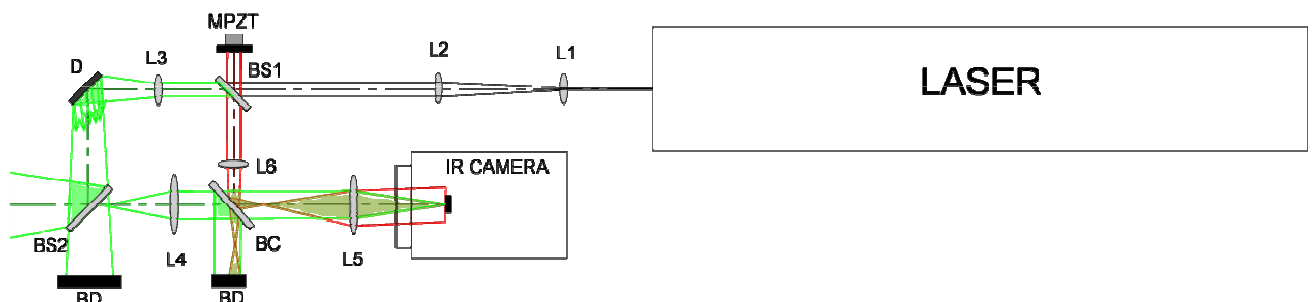 MPZT
D
L3
BS1
L2
L1
LASER
L6
IR CAMERA
BS2
L4
BC
L5
BD
BD